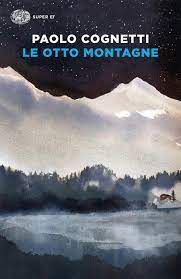 SUPER ET
PAOLO COGNETTI
LE OTTO MONTAGNE